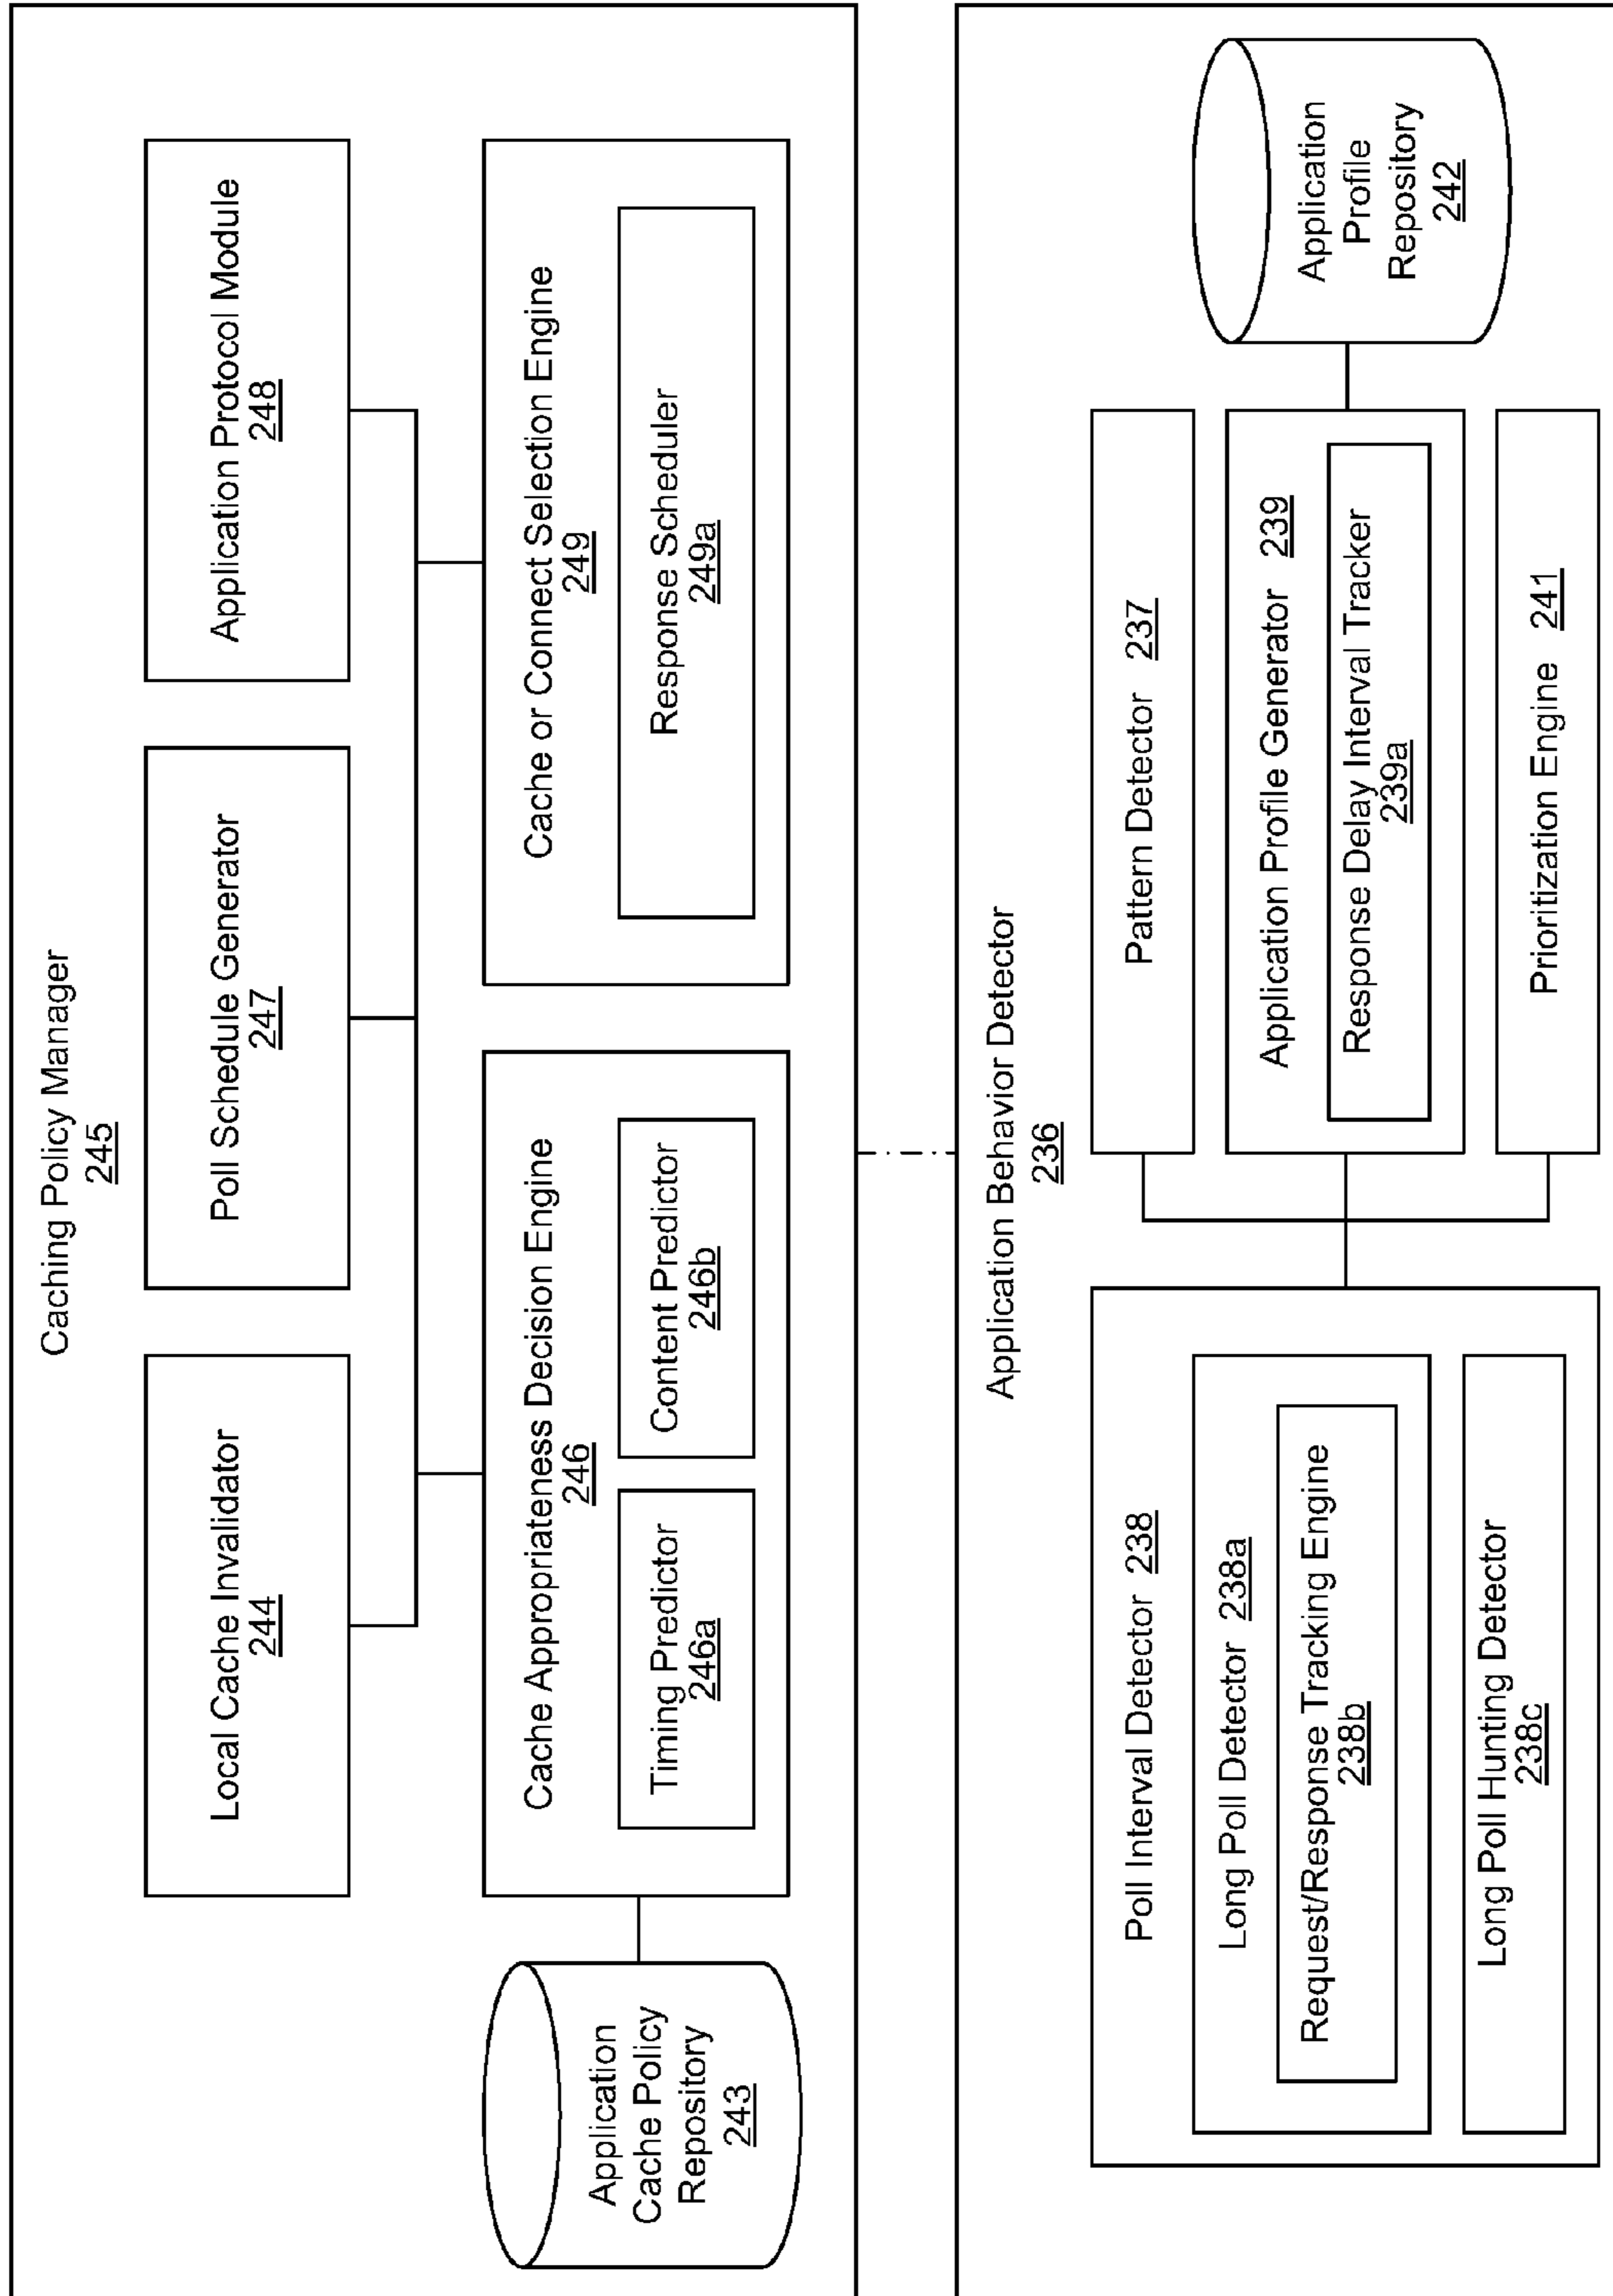 Caching Policy Manager
245
Local Cache Invalidator
244
Poll Schedule Generator
247
Application Protocol Module
248
Application
Cache Policy
Repository
243
Cache Appropriateness Decision Engine
246
Timing Predictor
246a
Content Predictor
246b
Cache or Connect Selection Engine
249
Response Scheduler
249a
Application Behavior Detector
236
Poll Interval Detector 238
Long Poll Detector 238a
Request/Response Tracking Engine
238b
Long Poll Hunting Detector
238c
Pattern Detector 237
Application Profile Generator 239
Response Delay Interval Tracker
239a
Prioritization Engine 241
Application
Profile
Repository
242